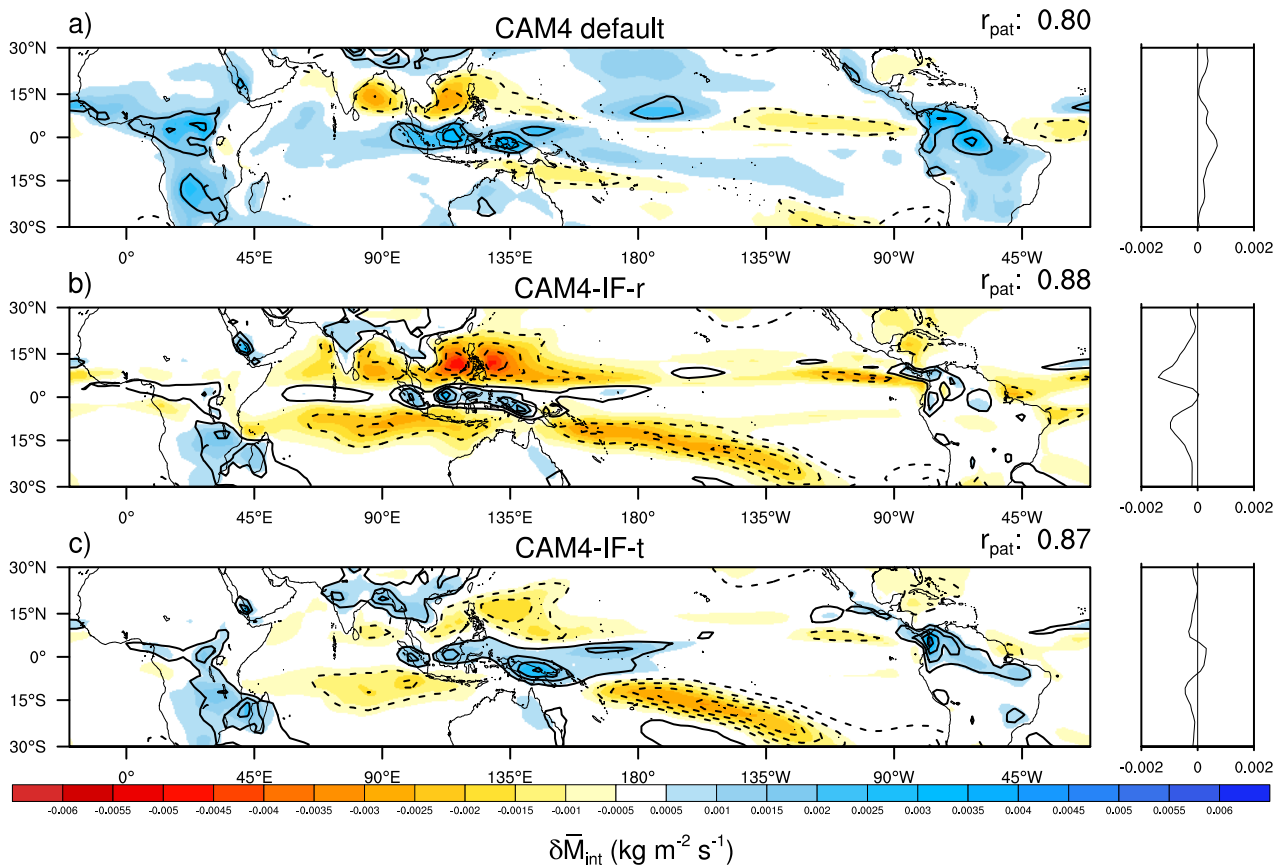 a) CAM4 default r_pat: 0.80
30°N
15°N
0°
15°S
30°S
0° 45°E 90°E 135°E 180° 135°W 90°W 45°W
-0.002 0 0.002
b) CAM4-IF-r r_pat: 0.88
30°N
15°N
0°
15°S
30°S
0° 45°E 90°E 135°E 180° 135°W 90°W 45°W
-0.002 0 0.002
c) CAM4-IF-t r_pat: 0.87
30°N
15°N
0°
15°S
30°S
0° 45°E 90°E 135°E 180° 135°W 90°W 45°W
-0.002 0 0.002
-0.006 -0.0055 -0.005 -0.0045 -0.004 -0.0035 -0.003 -0.0025 -0.002 -0.0015 -0.001 -0.0005 0.0005 0.001 0.0015 0.002 0.0025 0.003 0.0035 0.004 0.0045 0.005 0.0055 0.006
δM̅_int (kg m⁻² s⁻¹)